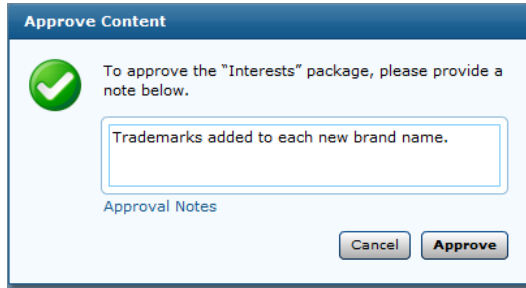 Approve Content
To approve the “Interests” package, please provide a
note below.
Trademarks added to each new brand name.
Approval Notes
Cancel
Approve